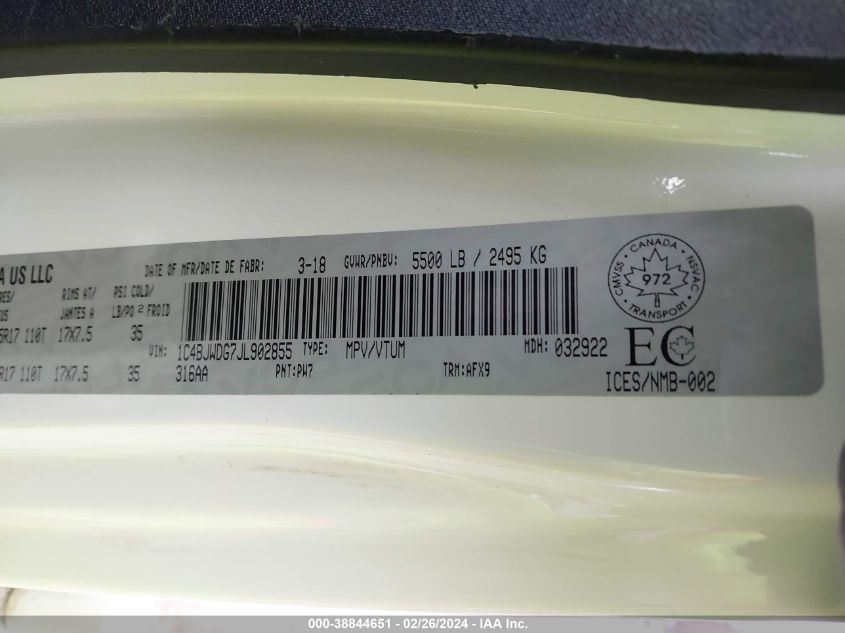 A US LLC
DATE OF MFR/DATE DE FABR: 3-18 GVWR/PNBV: 5500 LB / 2495 KG
RES/ RIMS AT/ PSI COLD/
EUS JANTES A LB/PO 2 FROID
5R17 110T 17X7.5 35
VIN: 1C4BJWDG7JL902855 TYPE: MPV/VTUM MDH: 032922
R17 110T 17X7.5 35 316AA PNT:PW7 TRM:AFX9
CANADA
CMVSS 972 NSVAC
TRANSPORT
EC
ICES/NMB-002
000-38844651 - 02/26/2024 - IAA Inc.